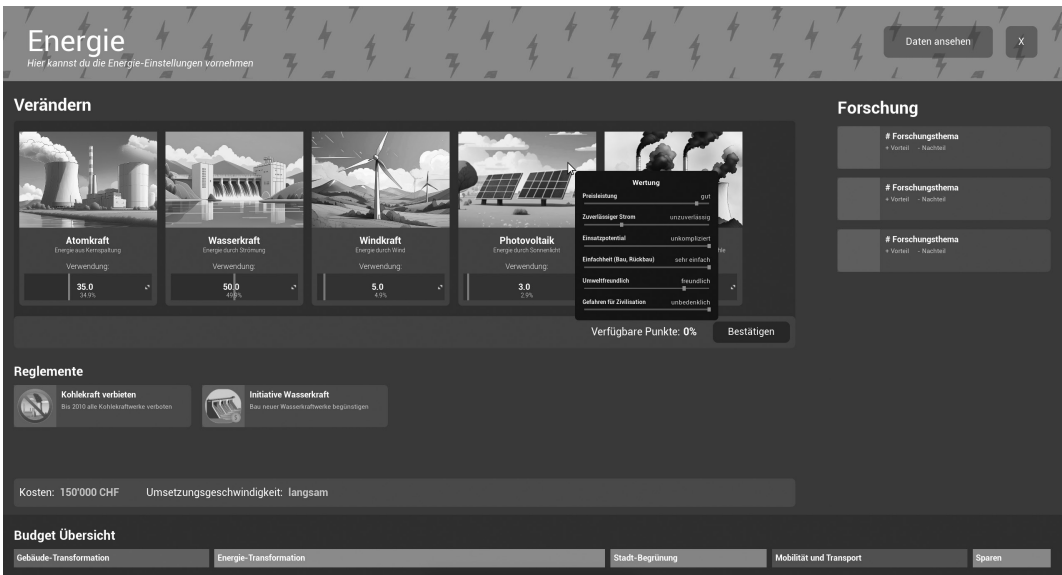 Energie
Hier kannst du die Energie-Einstellungen vornehmen
Daten ansehen
X
Verändern
Atomkraft
Energie aus Kernspaltung
Verwendung:
35.0
34.9%
Wasserkraft
Energie durch Strömung
Verwendung:
50.0
49.9%
Windkraft
Energie durch Wind
Verwendung:
5.0
4.9%
Photovoltaik
Energie durch Sonnenlicht
Verwendung:
3.0
2.9%
Wertung
Preisleistung gut
Zuverlässiger Strom unzuverlässig
Einsatzpotential unkompliziert
Einfachheit (Bau, Rückbau) sehr einfach
Umweltfreundlich freundlich
Gefahren für Zivilisation unbedenklich
Verfügbare Punkte: 0%
Bestätigen
Forschung
# Forschungsthema
+ Vorteil - Nachteil
# Forschungsthema
+ Vorteil - Nachteil
# Forschungsthema
+ Vorteil - Nachteil
Reglemente
Kohlekraft verbieten
Bis 2010 alle Kohlekraftwerke verboten
Initiative Wasserkraft
Bau neuer Wasserkraftwerke begünstigen
Kosten: 150'000 CHF Umsetzungsgeschwindigkeit: langsam
Budget Übersicht
Gebäude-Transformation
Energie-Transformation
Stadt-Begrünung
Mobilität und Transport
Sparen